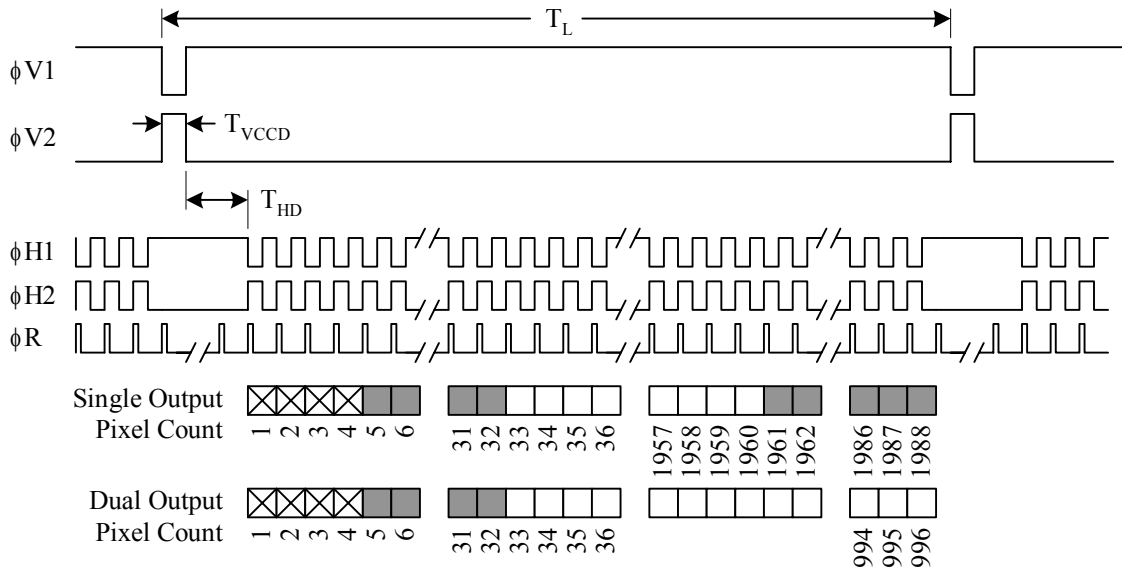 T_L
ϕV1
ϕV2
T_VCCD
T_HD
ϕH1
ϕH2
ϕR
Single Output
Pixel Count
1 2 3 4 5 6 31 32 33 34 35 36 1957 1958 1959 1960 1961 1962 1986 1987 1988
Dual Output
Pixel Count
1 2 3 4 5 6 31 32 33 34 35 36 994 995 996